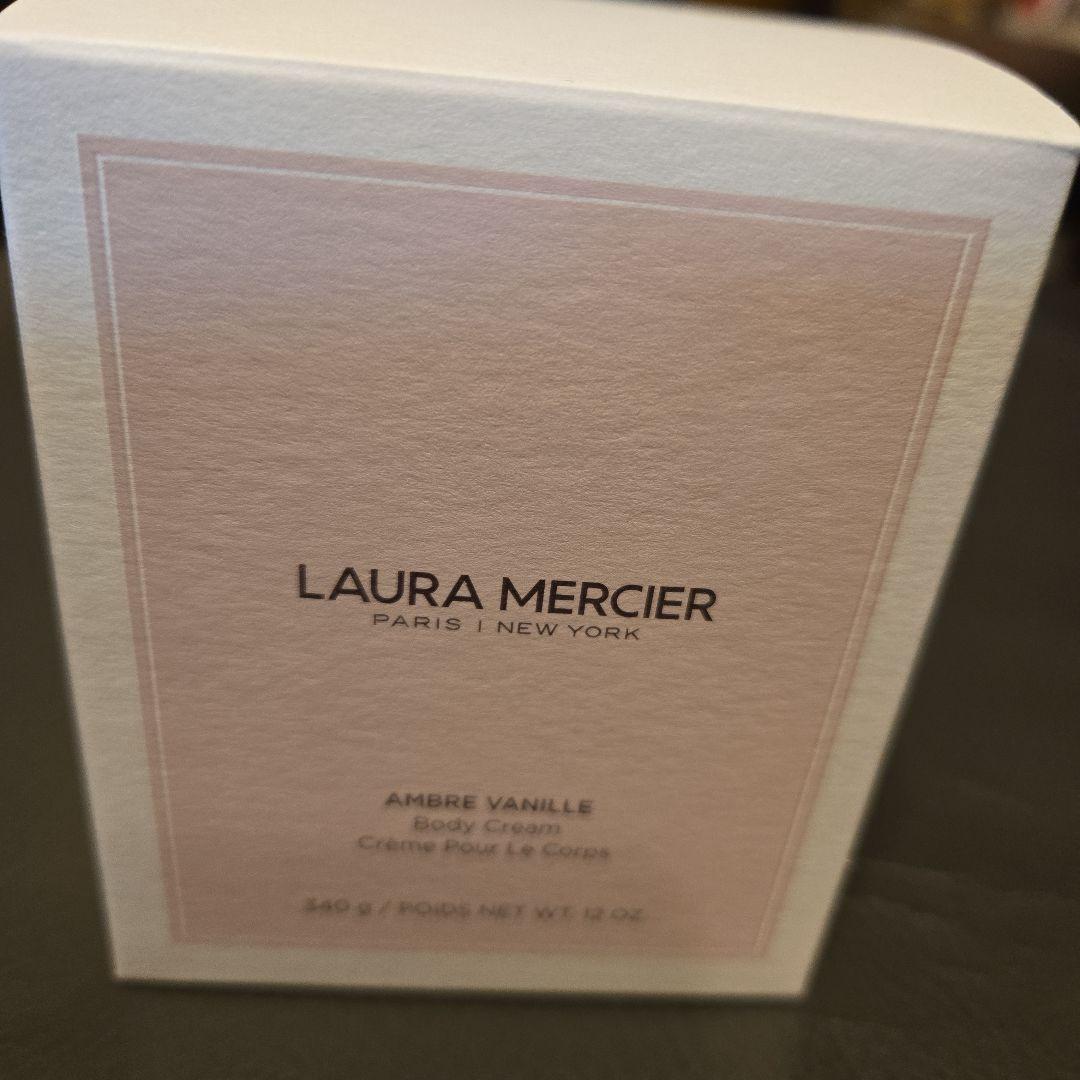 LAURA MERCIER
PARIS | NEW YORK
AMBRE VANILLE
Body Cream
Crème Pour Le Corps
340 g / POIDS NET WT. 12 OZ.